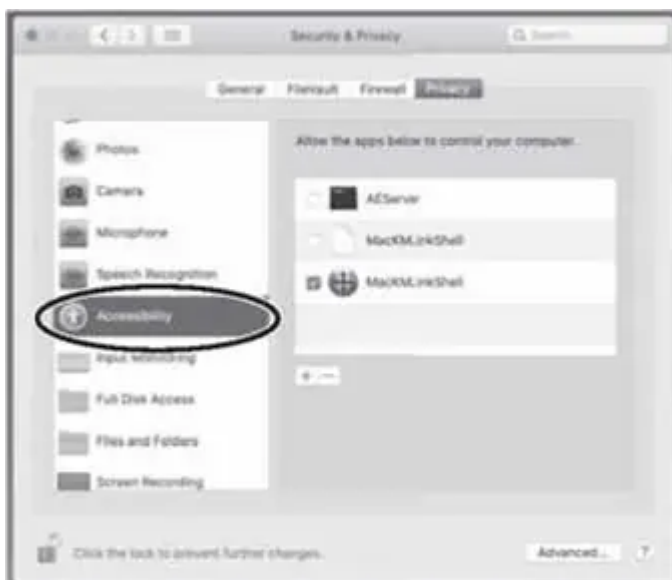 Security & Privacy
Search
General FileVault Firewall Privacy
Photos
Camera
Microphone
Speech Recognition
Accessibility
Input Monitoring
Full Disk Access
Files and Folders
Screen Recording
Allow the apps below to control your computer.
AEServer
MacKMLinkShell
MacKMLinkShell
+ −
Click the lock to prevent further changes.
Advanced...
?